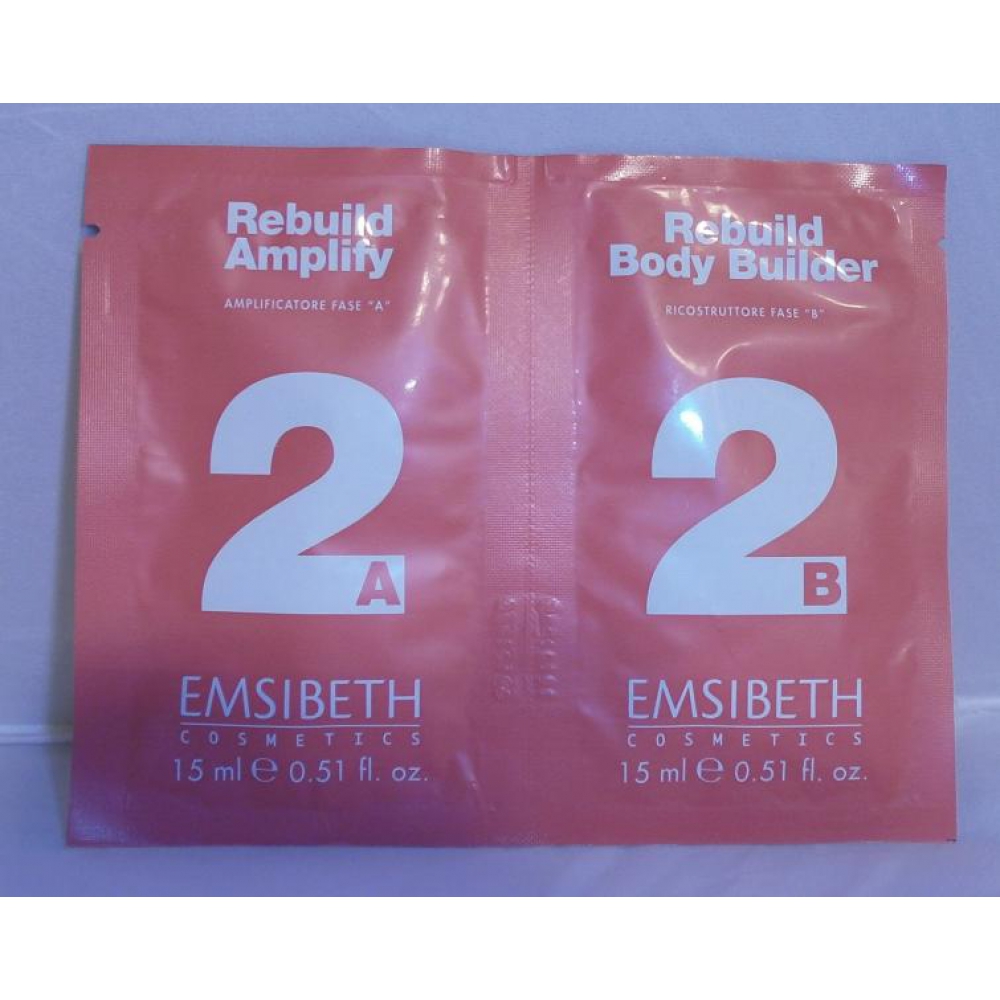 Rebuild
Amplify
AMPLIFICATORE FASE "A"
2
A
EMSIBETH
COSMETICS
15 ml ℮ 0.51 fl. oz.
Rebuild
Body Builder
RICOSTRUTTORE FASE "B"
2
B
EMSIBETH
COSMETICS
15 ml ℮ 0.51 fl. oz.